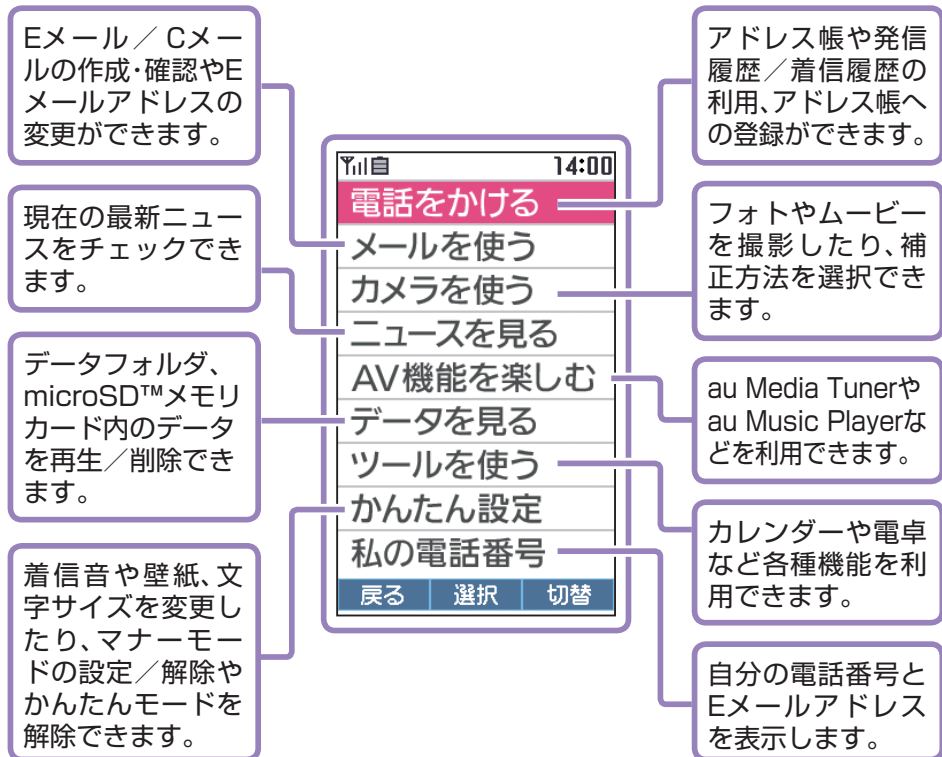 Eメール／Cメー
ルの作成・確認やE
メールアドレスの
変更ができます。
現在の最新ニュー
スをチェックでき
ます。
データフォルダ、
microSD™メモリ
カード内のデータ
を再生／削除でき
ます。
着信音や壁紙、文
字サイズを変更し
たり、マナーモー
ドの設定／解除や
かんたんモードを
解除できます。
14:00
電話をかける
メールを使う
カメラを使う
ニュースを見る
AV機能を楽しむ
データを見る
ツールを使う
かんたん設定
私の電話番号
戻る 選択 切替
アドレス帳や発信
履歴／着信履歴の
利用、アドレス帳へ
の登録ができます。
フォトやムービー
を撮影したり、補
正方法を選択でき
ます。
au Media Tunerや
au Music Playerな
どを利用できます。
カレンダーや電卓
など各種機能を利
用できます。
自分の電話番号と
Eメールアドレス
を表示します。